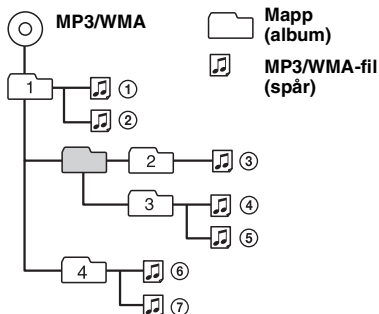 MP3/WMA
Mapp
(album)
MP3/WMA-fil
(spår)
1
①
②
2
③
3
④
⑤
4
⑥
⑦